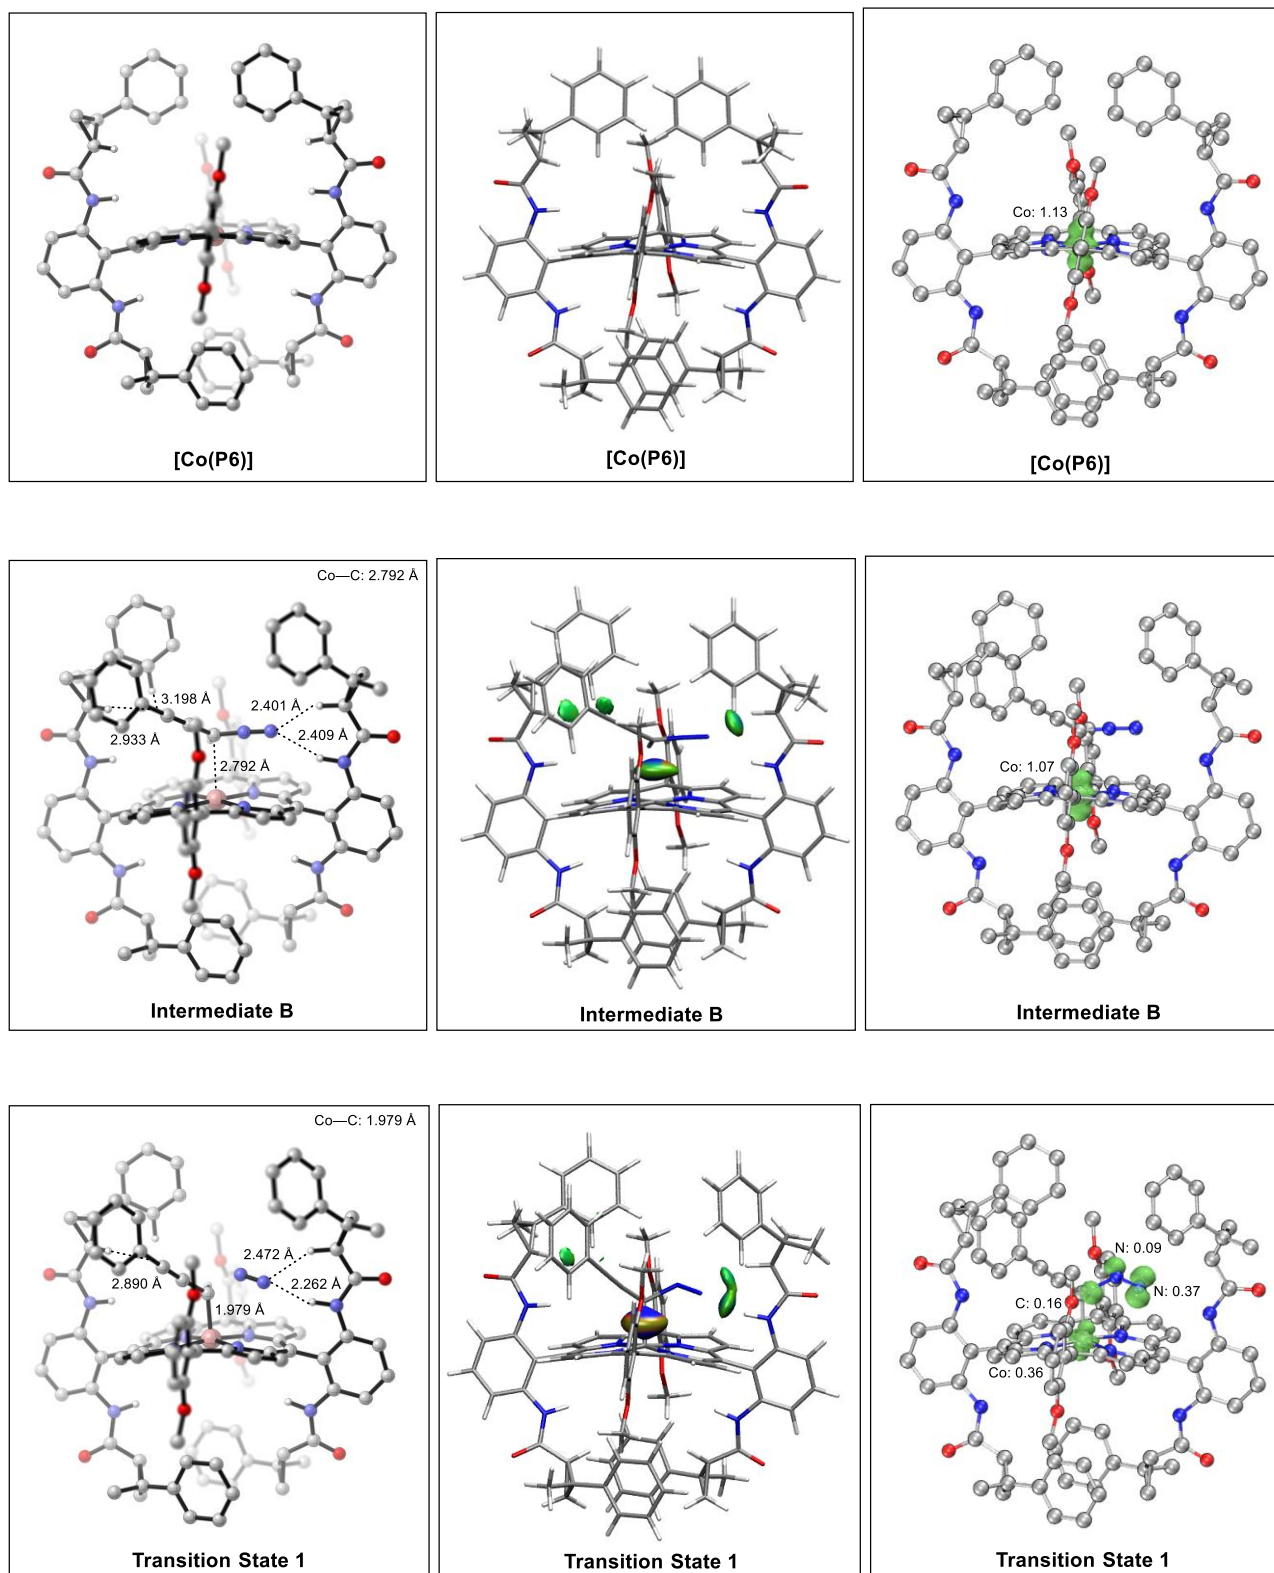 Co: 1.13
[Co(P6)]
[Co(P6)]
[Co(P6)]
Co—C: 2.792 Å
3.198 Å
2.401 Å
2.933 Å
2.409 Å
2.792 Å
Co: 1.07
Intermediate B
Intermediate B
Intermediate B
Co—C: 1.979 Å
2.472 Å
2.890 Å
2.262 Å
1.979 Å
N: 0.09
N: 0.37
C: 0.16
Co: 0.36
Transition State 1
Transition State 1
Transition State 1